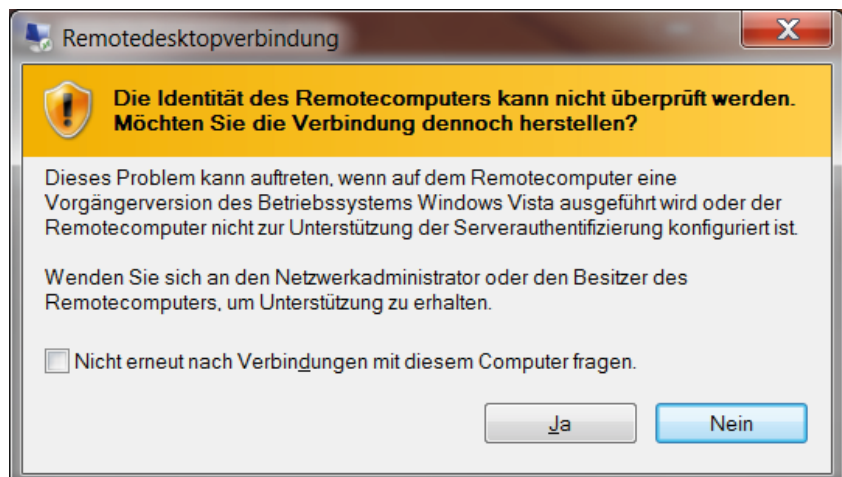 Remotedesktopverbindung
Die Identität des Remotecomputers kann nicht überprüft werden.
Möchten Sie die Verbindung dennoch herstellen?
Dieses Problem kann auftreten, wenn auf dem Remotecomputer eine
Vorgängerversion des Betriebssystems Windows Vista ausgeführt wird oder der
Remotecomputer nicht zur Unterstützung der Serverauthentifizierung konfiguriert ist.
Wenden Sie sich an den Netzwerkadministrator oder den Besitzer des
Remotecomputers, um Unterstützung zu erhalten.
Nicht erneut nach Verbindungen mit diesem Computer fragen.
Ja
Nein